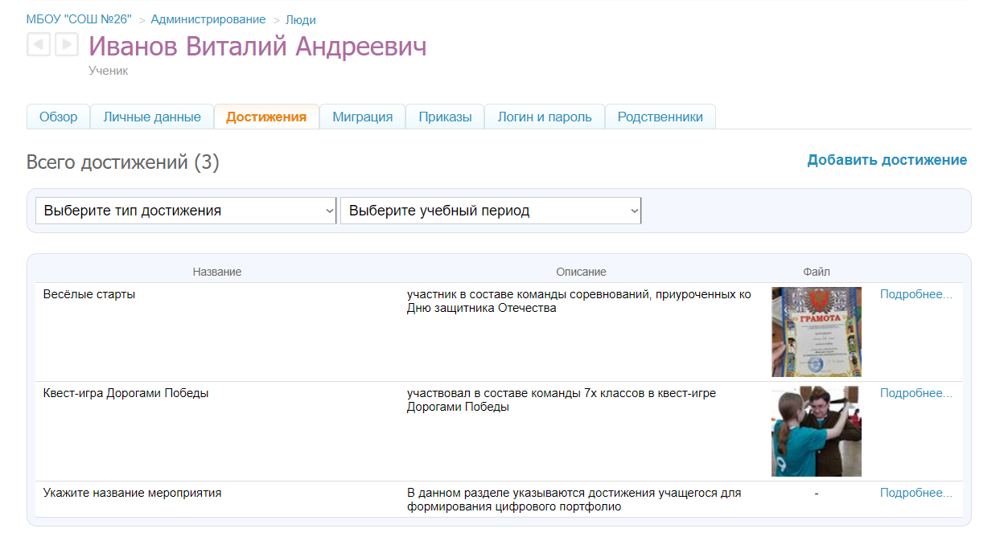 МБОУ "СОШ №26" > Администрирование > Люди
Иванов Виталий Андреевич
Ученик
Обзор Личные данные Достижения Миграция Приказы Логин и пароль Родственники
Всего достижений (3) Добавить достижение
Выберите тип достижения Выберите учебный период
Название Описание Файл
Весёлые старты участник в составе команды соревнований, приуроченных ко Подробнее...
Дню защитника Отечества
ГРАМОТА
Квест-игра Дорогами Победы участвовал в составе команды 7х классов в квест-игре Подробнее...
Дорогами Победы
9
Укажите название мероприятия В данном разделе указываются достижения учащегося для - Подробнее...
формирования цифрового портфолио